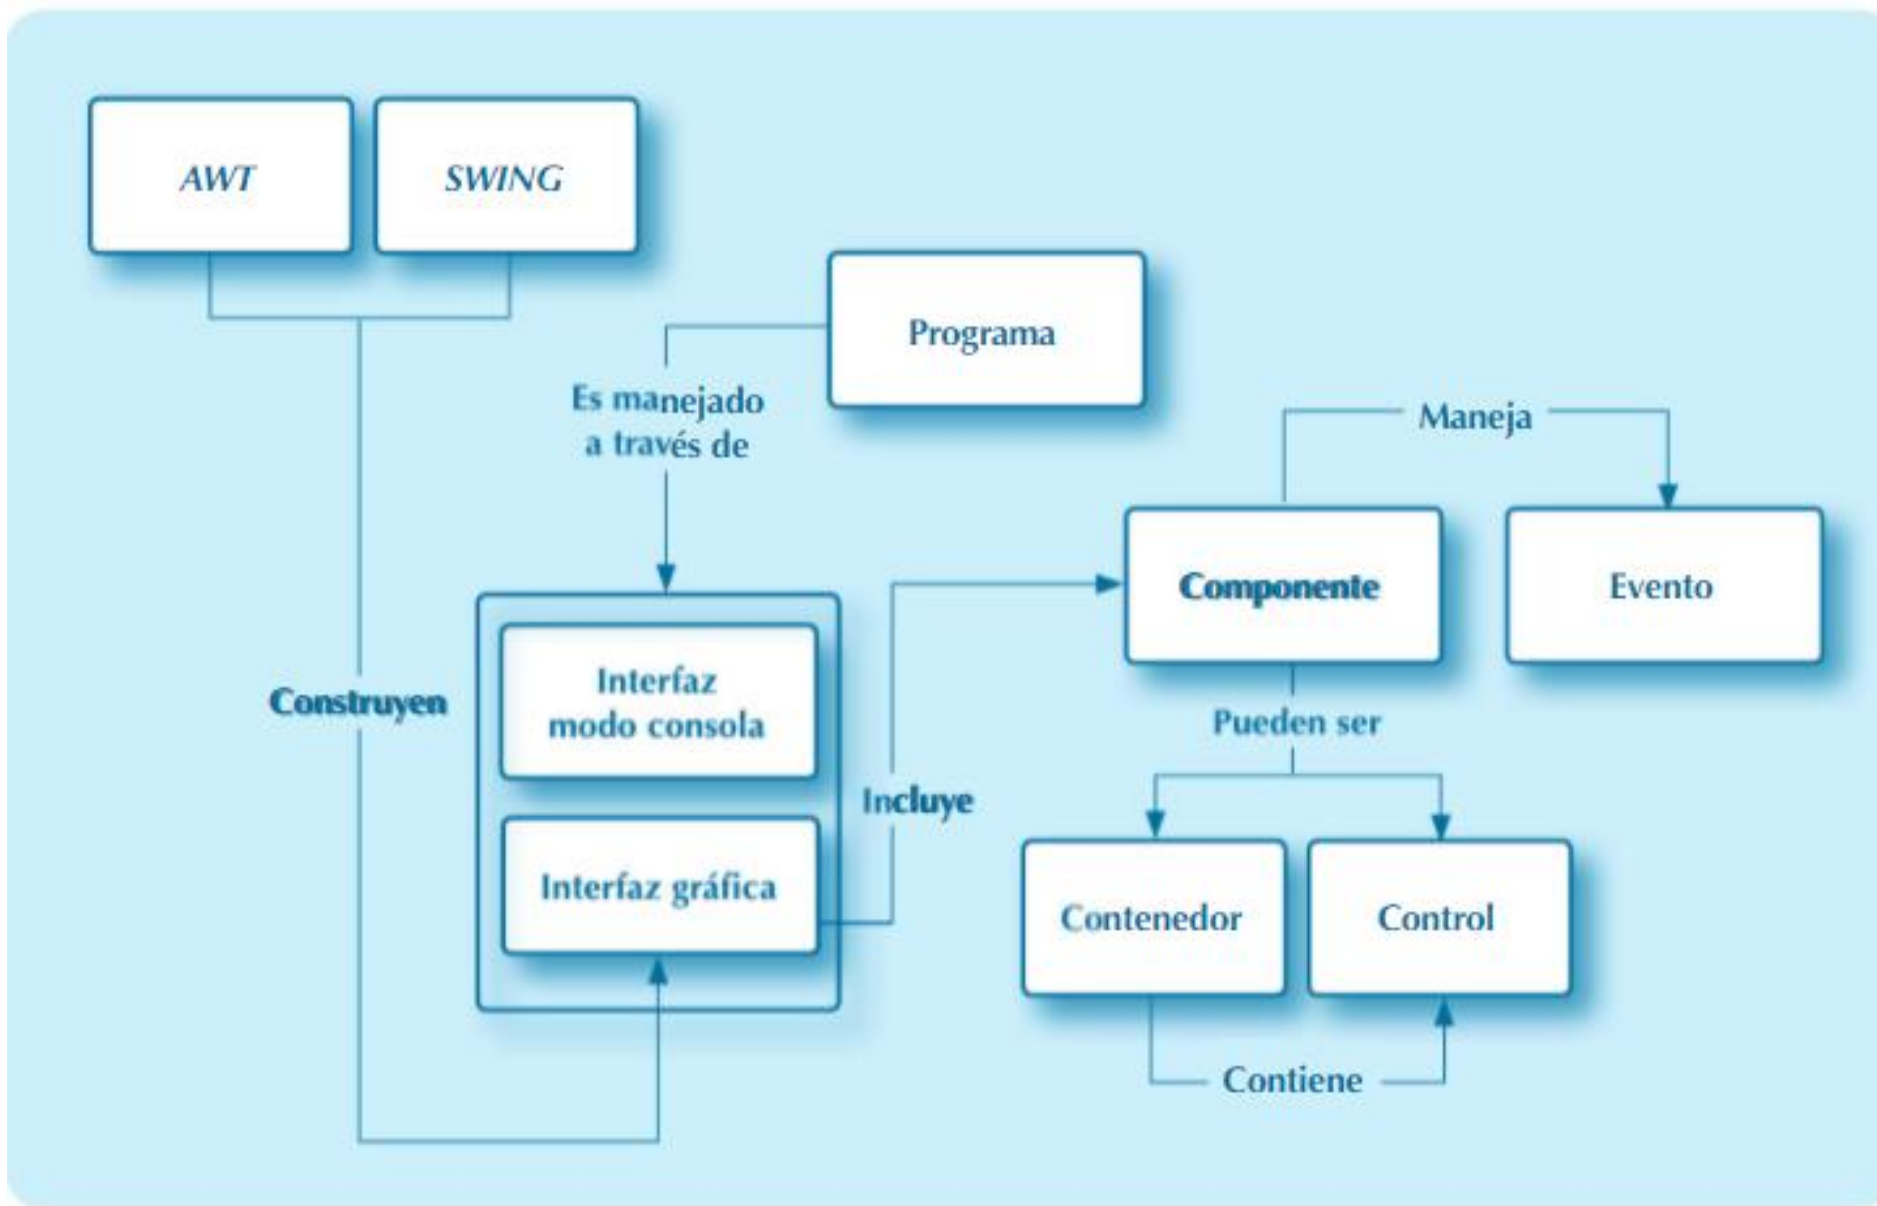 AWT
SWING
Programa
Es manejado
a través de
Maneja
Componente
Evento
Interfaz
modo consola
Construyen
Pueden ser
Incluye
Interfaz gráfica
Contenedor
Control
Contiene